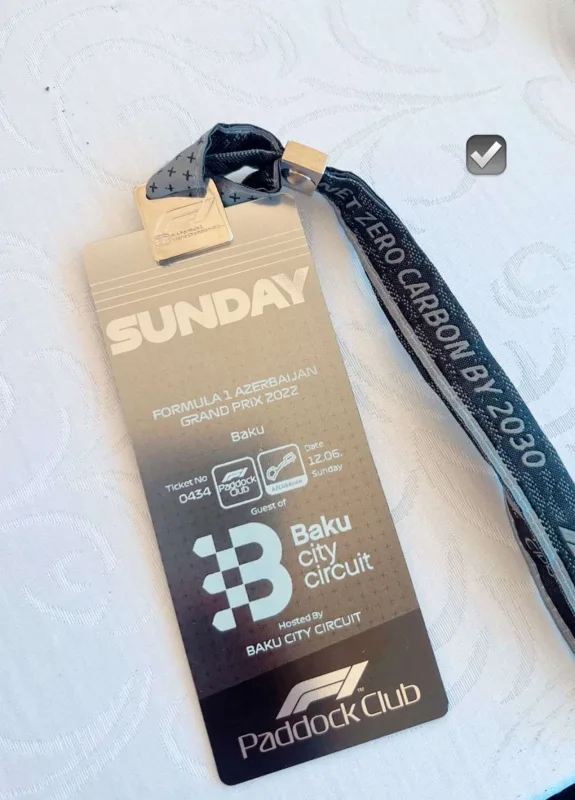 SUNDAY
FORMULA 1 AZERBAIJAN
GRAND PRIX 2022
Baku
Ticket No
0434
F1
Paddock
Club
Date
12.06.
Sunday
Guest of
Baku
city
circuit
Hosted By
BAKU CITY CIRCUIT
F1™
Paddock Club
NET ZERO CARBON BY 2030